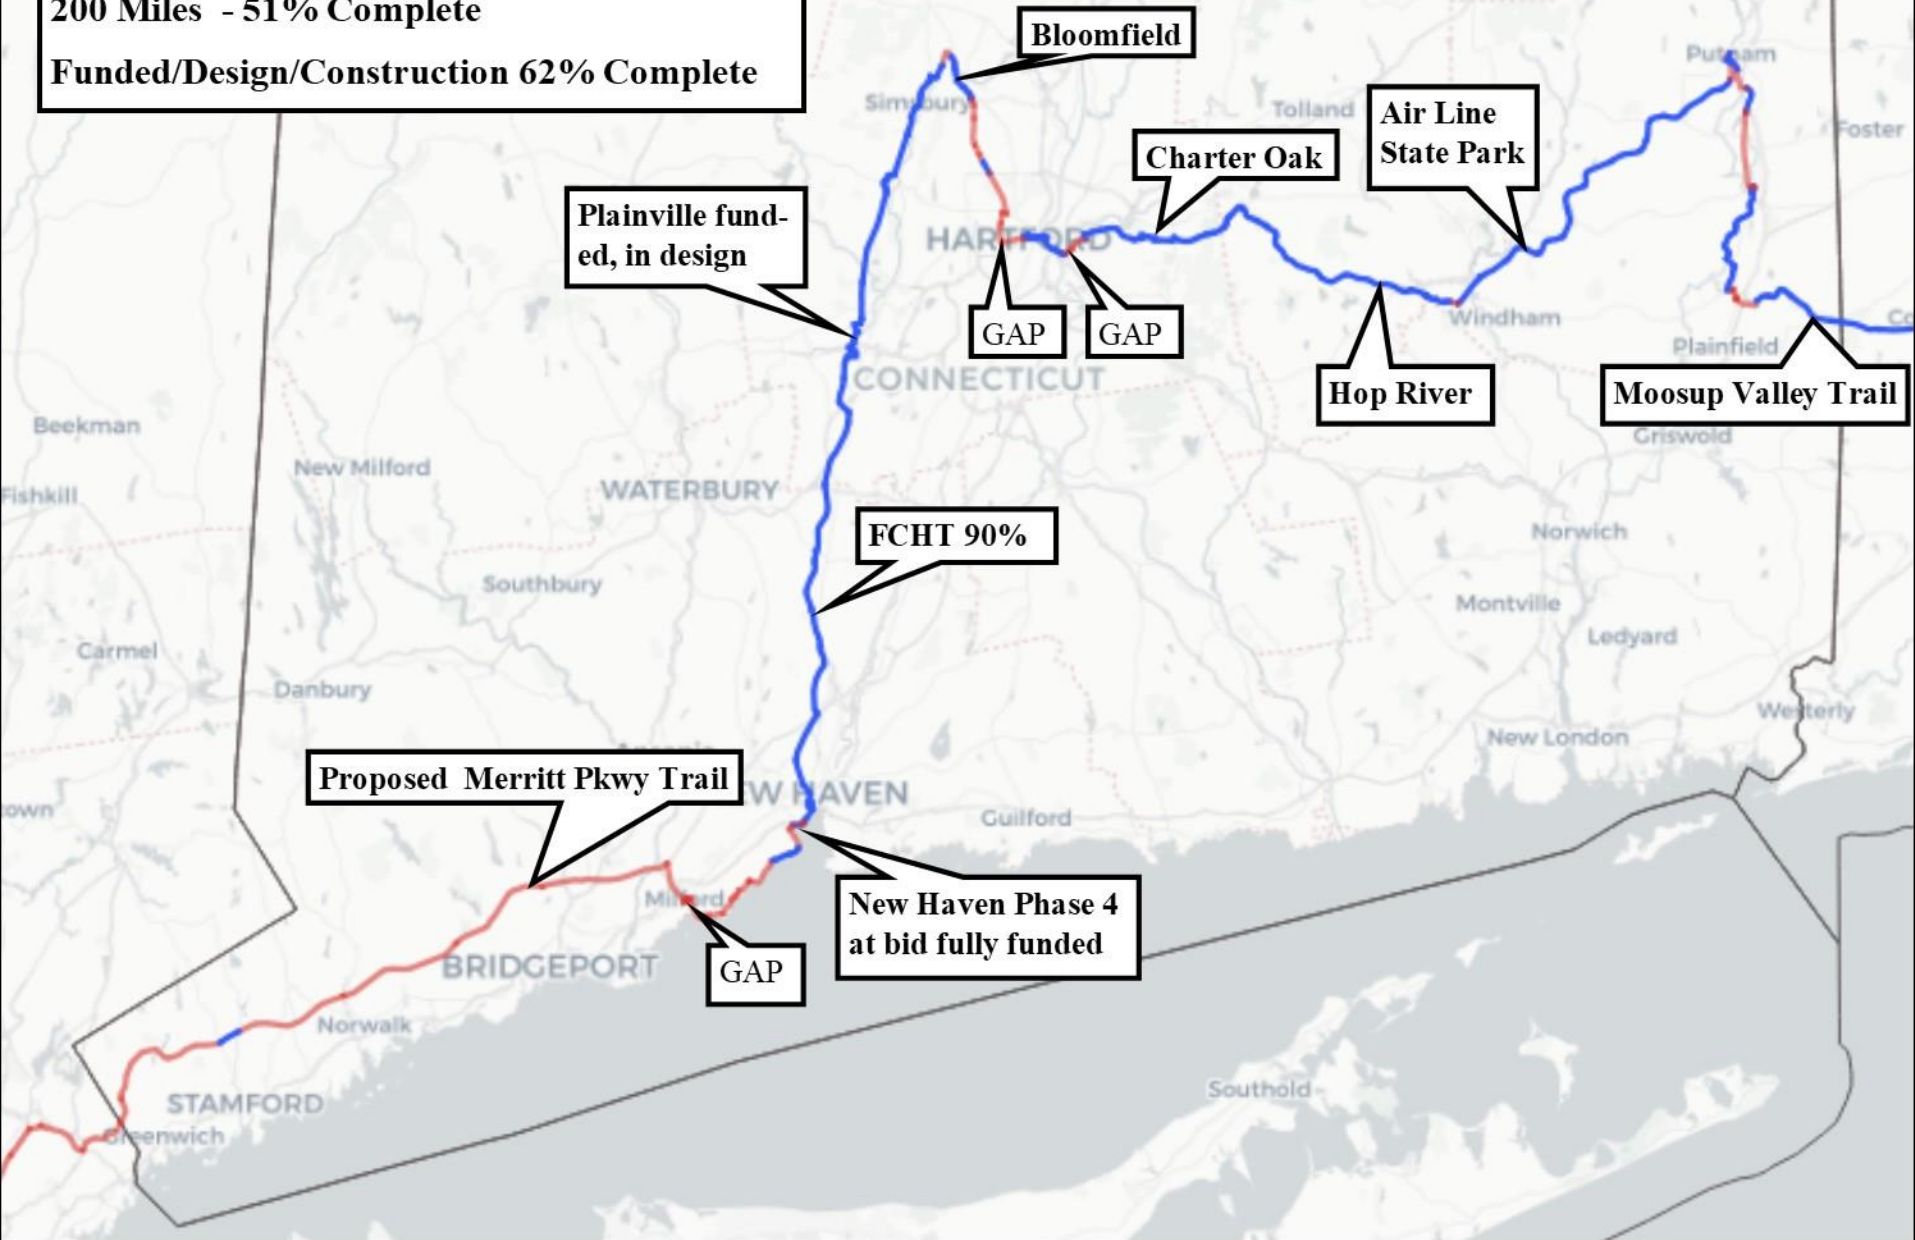 200 Miles - 51% Complete
Funded/Design/Construction 62% Complete
Bloomfield
Putnam
Simsbury
Tolland
Air Line
State Park
Foster
Charter Oak
Plainville fund-
ed, in design
HARTFORD
GAP
GAP
Windham
Plainfield
CONNECTICUT
Hop River
Moosup Valley Trail
Beekman
Griswold
New Milford
WATERBURY
Fishkill
FCHT 90%
Norwich
Southbury
Montville
Ledyard
Carmel
Danbury
Westerly
New London
Proposed Merritt Pkwy Trail
EW HAVEN
own
Guilford
Milford
New Haven Phase 4
at bid fully funded
BRIDGEPORT
GAP
Norwalk
Southold
STAMFORD
Greenwich